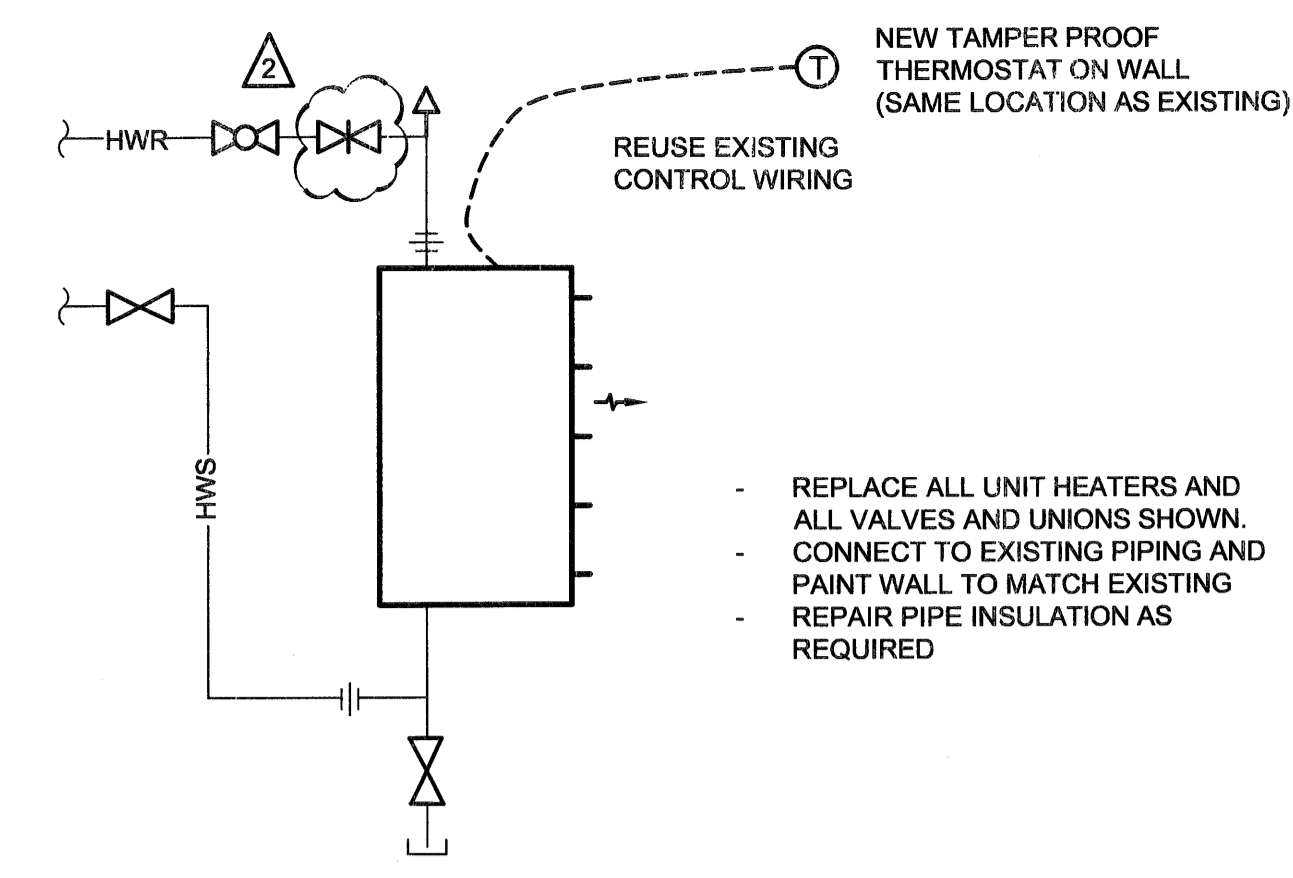 NEW TAMPER PROOF
THERMOSTAT ON WALL
(SAME LOCATION AS EXISTING)
T
2
HWR
REUSE EXISTING
CONTROL WIRING
HWS
- REPLACE ALL UNIT HEATERS AND
ALL VALVES AND UNIONS SHOWN.
- CONNECT TO EXISTING PIPING AND
PAINT WALL TO MATCH EXISTING
- REPAIR PIPE INSULATION AS
REQUIRED